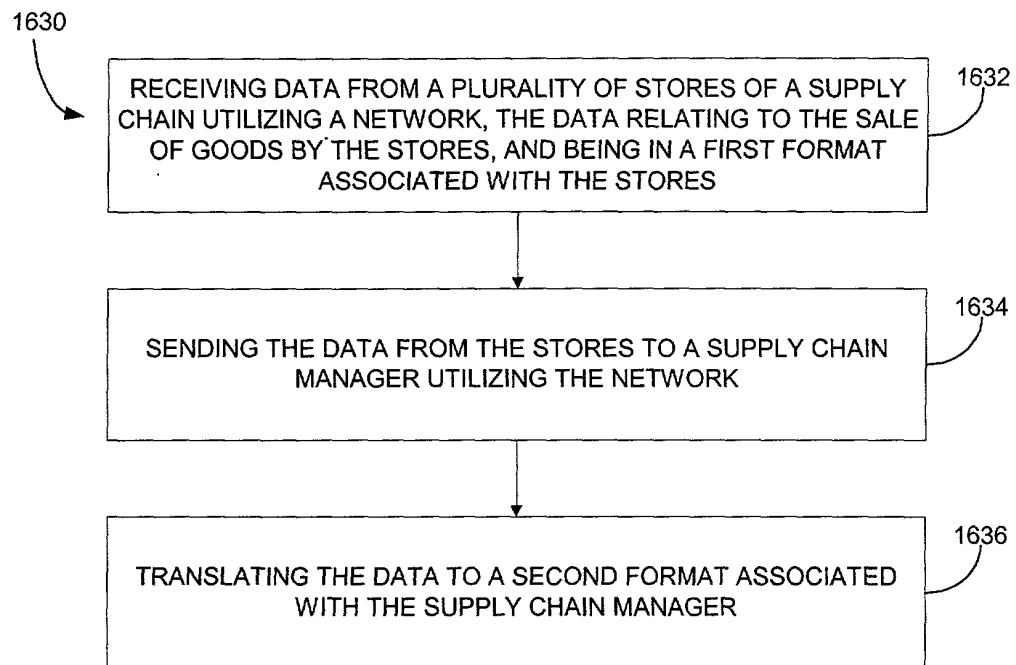 1630
1632
RECEIVING DATA FROM A PLURALITY OF STORES OF A SUPPLY
CHAIN UTILIZING A NETWORK, THE DATA RELATING TO THE SALE
OF GOODS BY THE STORES, AND BEING IN A FIRST FORMAT
ASSOCIATED WITH THE STORES
1634
SENDING THE DATA FROM THE STORES TO A SUPPLY CHAIN
MANAGER UTILIZING THE NETWORK
1636
TRANSLATING THE DATA TO A SECOND FORMAT ASSOCIATED
WITH THE SUPPLY CHAIN MANAGER